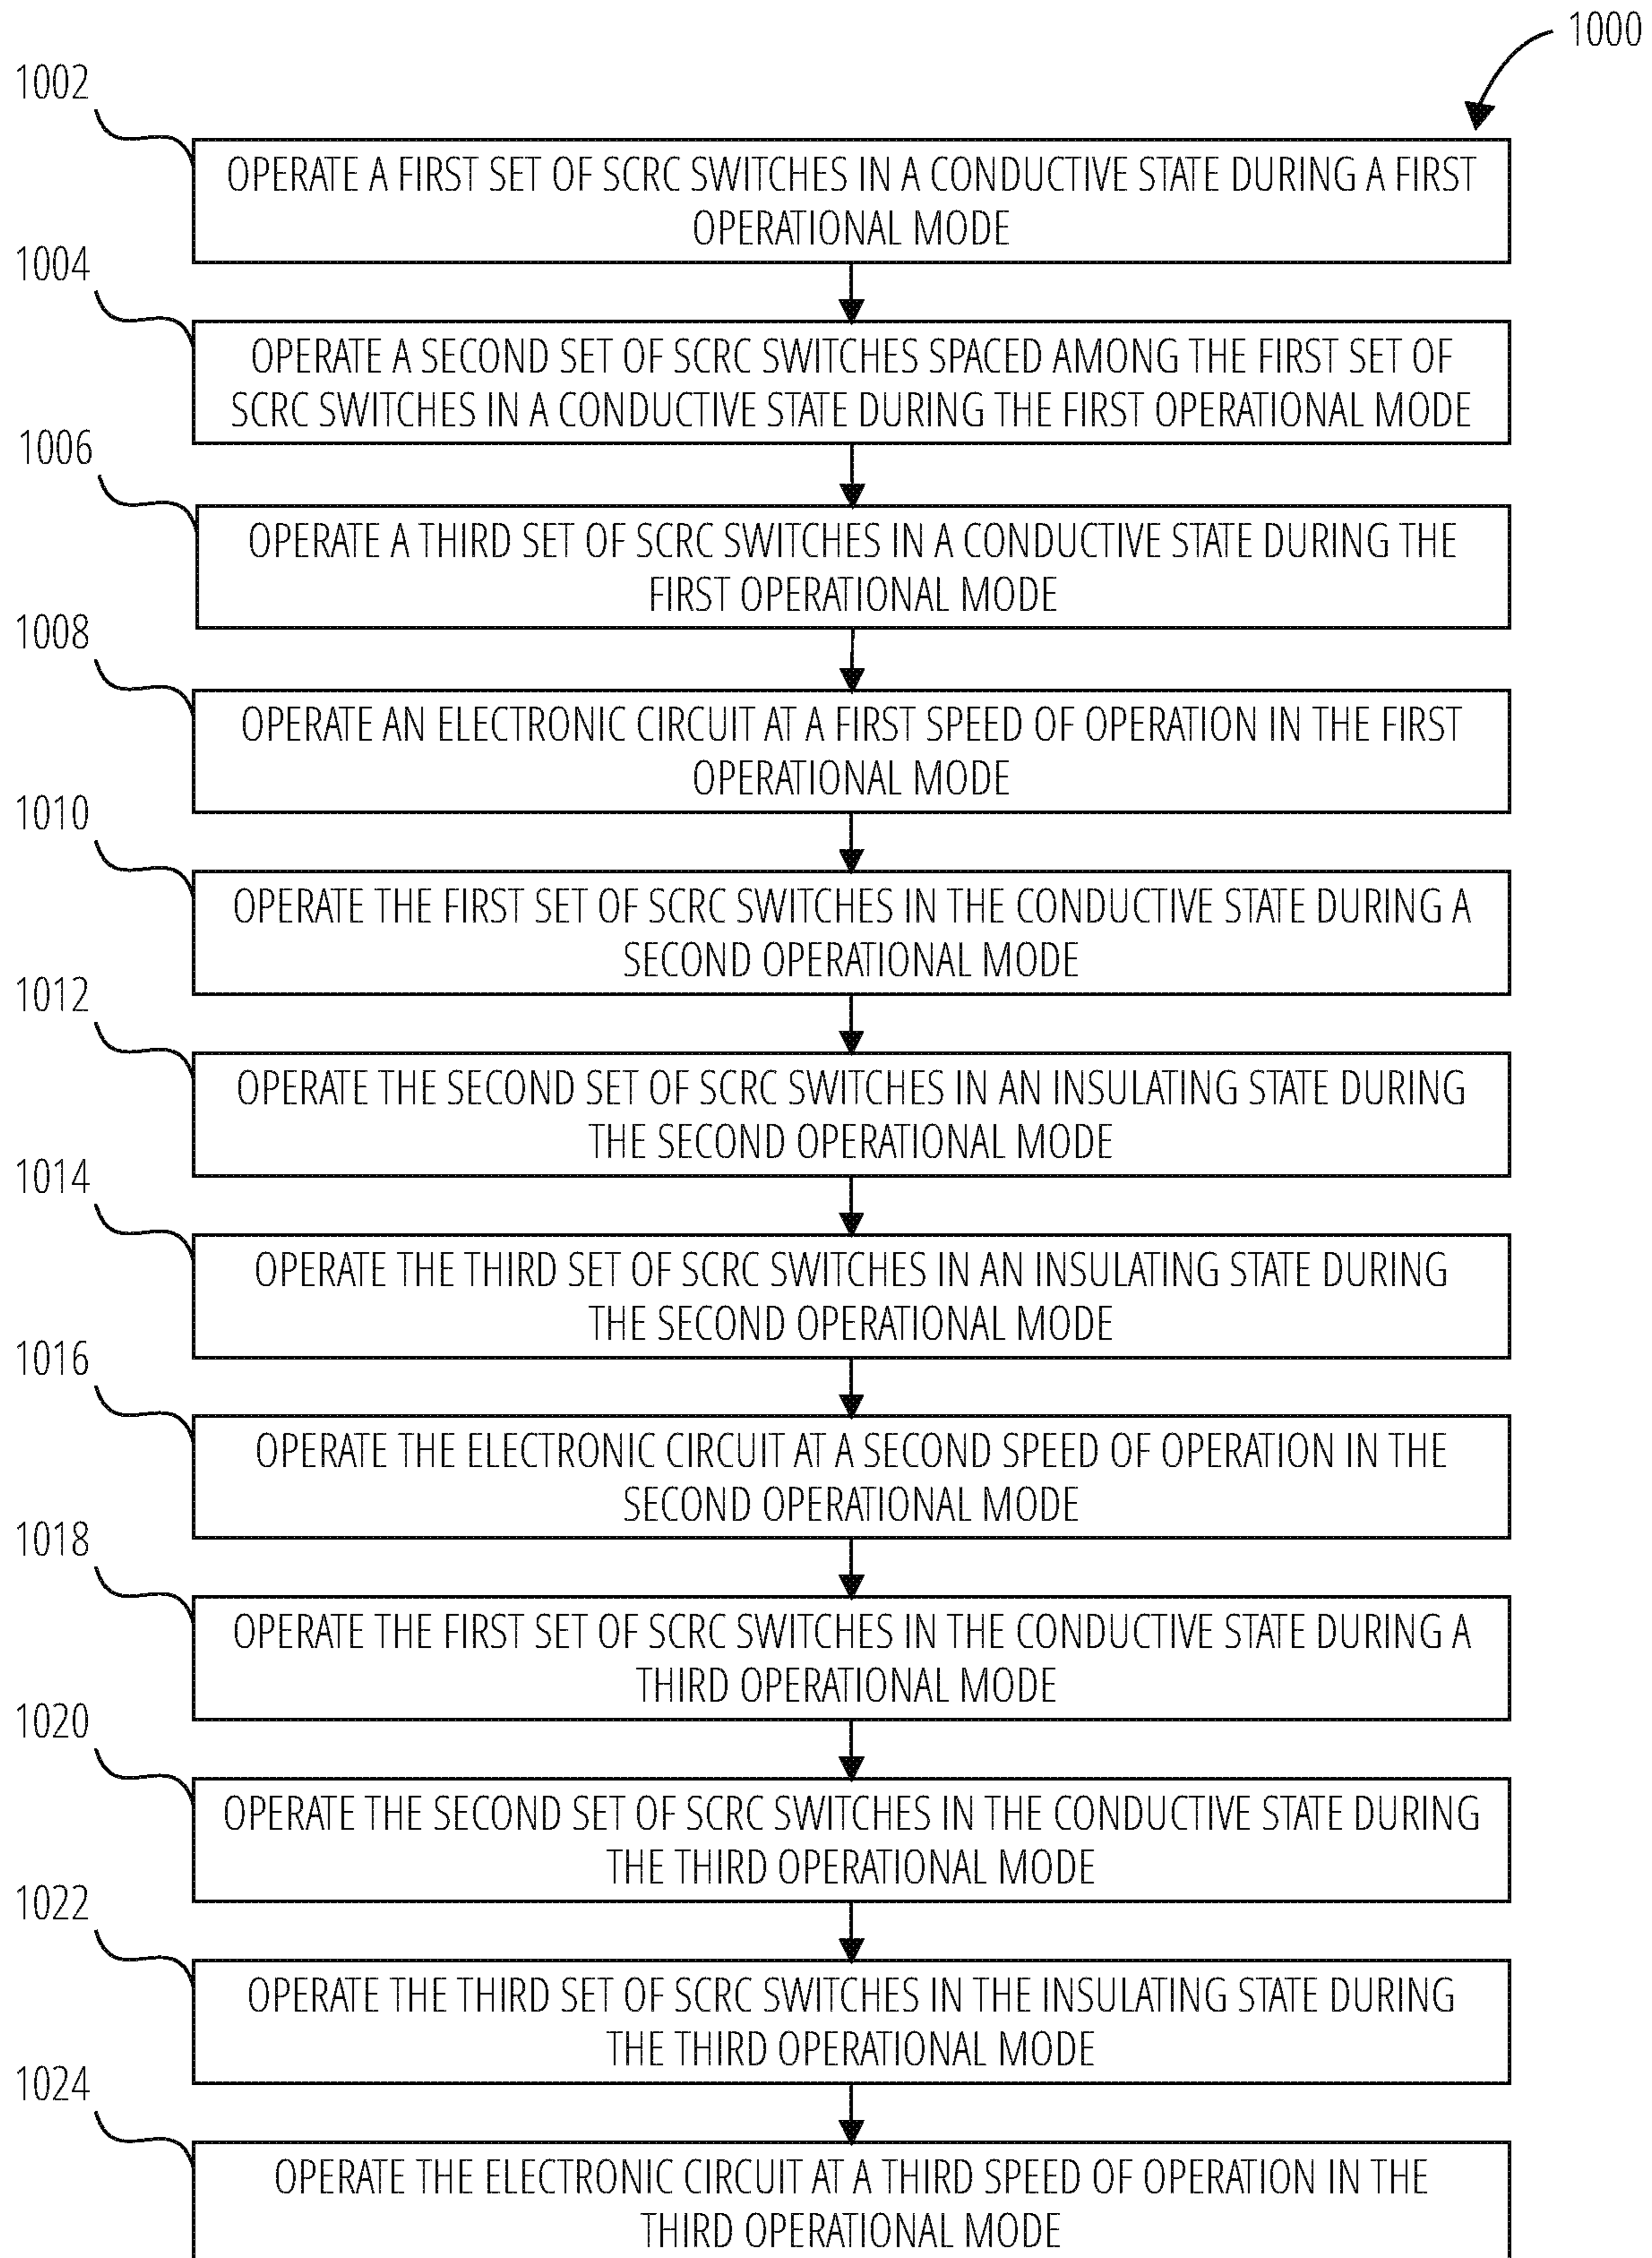 1000
1002
OPERATE A FIRST SET OF SCRC SWITCHES IN A CONDUCTIVE STATE DURING A FIRST
OPERATIONAL MODE
1004
OPERATE A SECOND SET OF SCRC SWITCHES SPACED AMONG THE FIRST SET OF
SCRC SWITCHES IN A CONDUCTIVE STATE DURING THE FIRST OPERATIONAL MODE
1006
OPERATE A THIRD SET OF SCRC SWITCHES IN A CONDUCTIVE STATE DURING THE
FIRST OPERATIONAL MODE
1008
OPERATE AN ELECTRONIC CIRCUIT AT A FIRST SPEED OF OPERATION IN THE FIRST
OPERATIONAL MODE
1010
OPERATE THE FIRST SET OF SCRC SWITCHES IN THE CONDUCTIVE STATE DURING A
SECOND OPERATIONAL MODE
1012
OPERATE THE SECOND SET OF SCRC SWITCHES IN AN INSULATING STATE DURING
THE SECOND OPERATIONAL MODE
1014
OPERATE THE THIRD SET OF SCRC SWITCHES IN AN INSULATING STATE DURING
THE SECOND OPERATIONAL MODE
1016
OPERATE THE ELECTRONIC CIRCUIT AT A SECOND SPEED OF OPERATION IN THE
SECOND OPERATIONAL MODE
1018
OPERATE THE FIRST SET OF SCRC SWITCHES IN THE CONDUCTIVE STATE DURING A
THIRD OPERATIONAL MODE
1020
OPERATE THE SECOND SET OF SCRC SWITCHES IN THE CONDUCTIVE STATE DURING
THE THIRD OPERATIONAL MODE
1022
OPERATE THE THIRD SET OF SCRC SWITCHES IN THE INSULATING STATE DURING
THE THIRD OPERATIONAL MODE
1024
OPERATE THE ELECTRONIC CIRCUIT AT A THIRD SPEED OF OPERATION IN THE
THIRD OPERATIONAL MODE